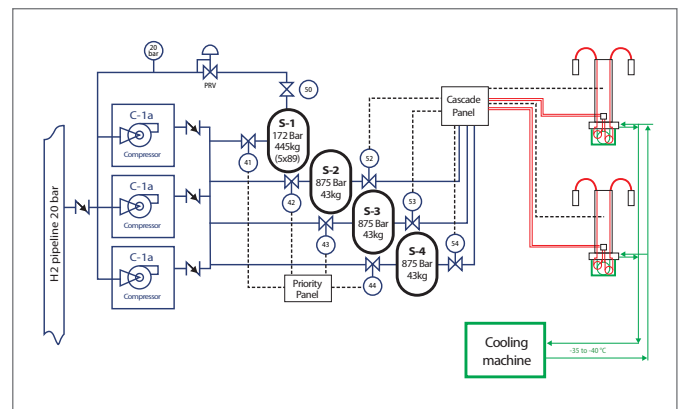 20
bar
PRV
50
C-1a
Compressor
S-1
172 Bar
445kg
(5x89)
41
Cascade
Panel
52
S-2
875 Bar
43kg
42
53
C-1a
Compressor
S-3
875 Bar
43kg
43
54
C-1a
Compressor
S-4
875 Bar
43kg
44
Priority
Panel
H2 pipeline 20 bar
Cooling
machine
-35 to -40 °C